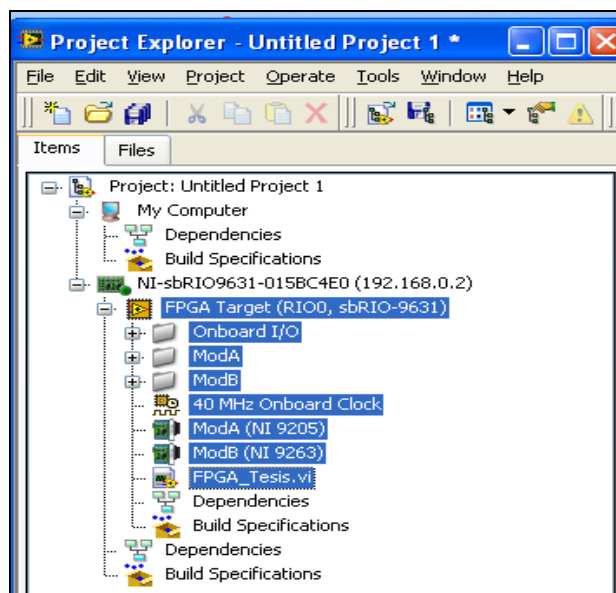 Project Explorer - Untitled Project 1 *
File Edit View Project Operate Tools Window Help
Items Files
Project: Untitled Project 1
My Computer
Dependencies
Build Specifications
NI-sbRIO9631-015BC4E0 (192.168.0.2)
FPGA Target (RIO0, sbRIO-9631)
Onboard I/O
ModA
ModB
40 MHz Onboard Clock
ModA (NI 9205)
ModB (NI 9263)
FPGA_Tesis.vi
Dependencies
Build Specifications
Dependencies
Build Specifications